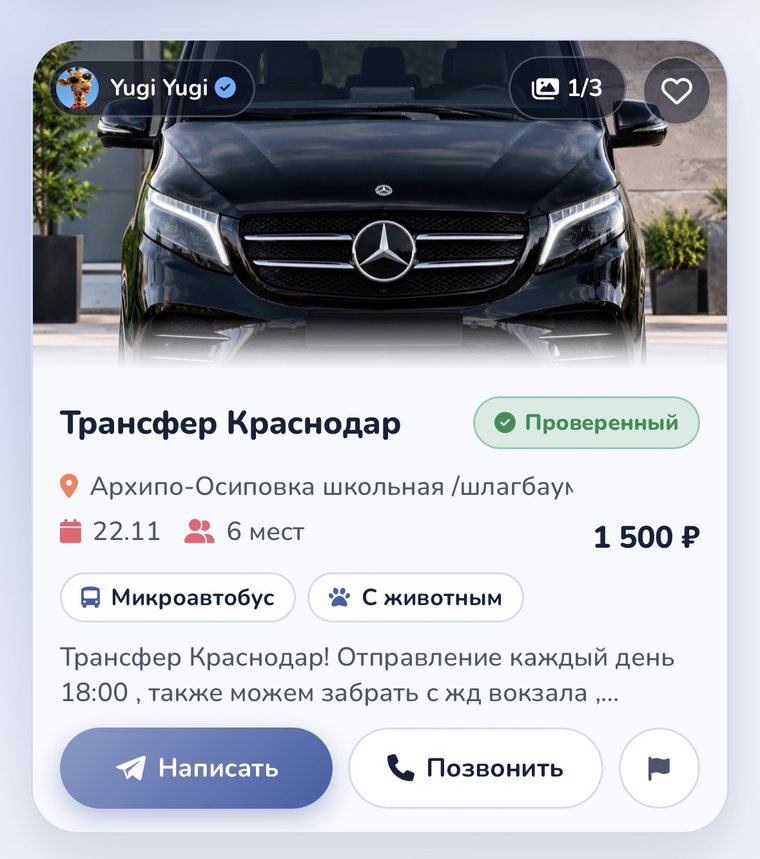 Yugi Yugi
1/3
Трансфер Краснодар
Проверенный
Архипо-Осиповка школьная /шлагбаум
22.11
6 мест
1 500 ₽
Микроавтобус
С животным
Трансфер Краснодар! Отправление каждый день
18:00 , также можем забрать с жд вокзала ,...
Написать
Позвонить